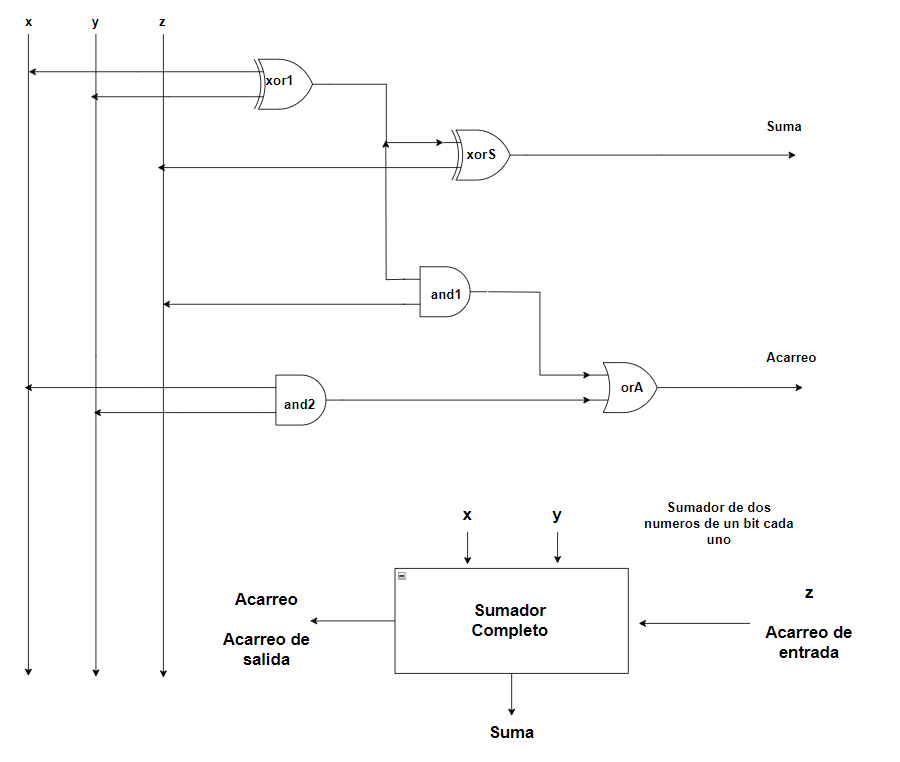 x y z
xor1
Suma
xorS
and1
Acarreo
orA
and2
Sumador de dos
numeros de un bit cada
uno
x y
z
Acarreo
Sumador
Completo
Acarreo de
salida
Acarreo de
entrada
Suma